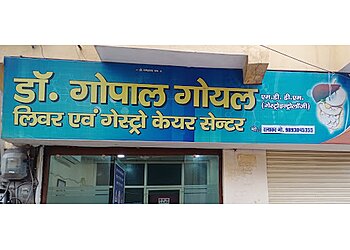 डॉ. गोपाल गोयल
एम.डी. डी.एम.
(गेस्ट्रोइन्ट्रोलॉजी)
लिवर एवं गेस्ट्रो केयर सेन्टर